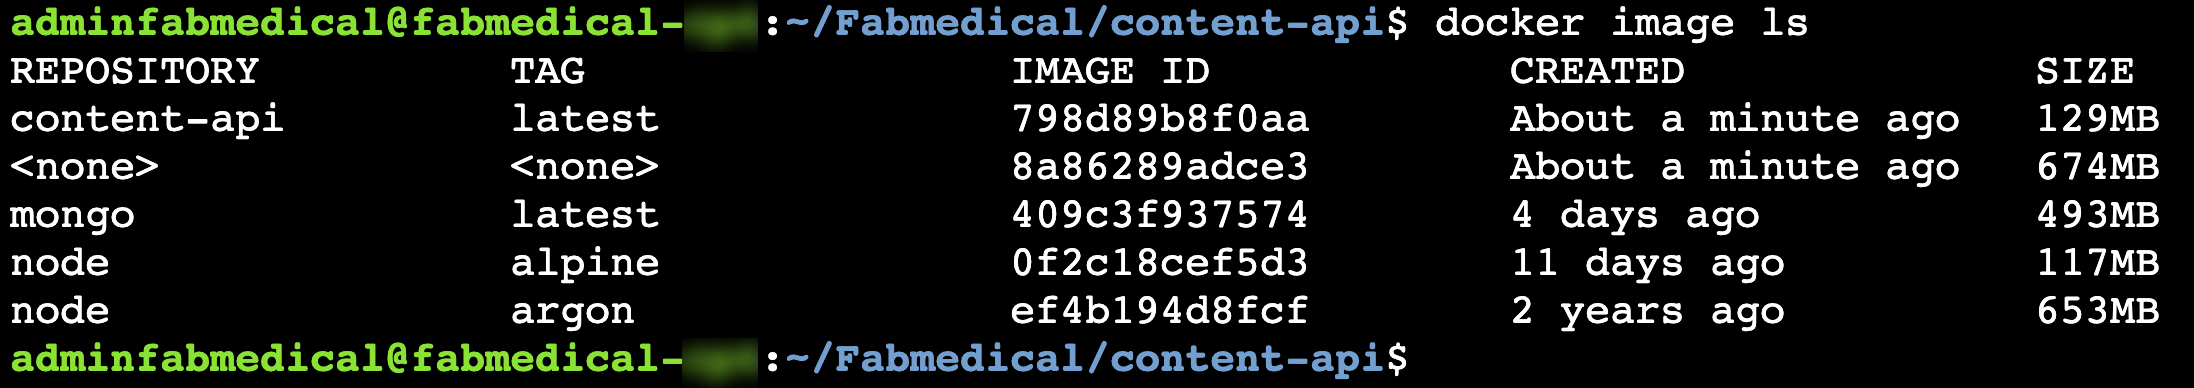 adminfabmedical@fabmedical-:~/Fabmedical/content-api$ docker image ls
REPOSITORY TAG IMAGE ID CREATED SIZE
content-api latest 798d89b8f0aa About a minute ago 129MB
<none> <none> 8a86289adce3 About a minute ago 674MB
mongo latest 409c3f937574 4 days ago 493MB
node alpine 0f2c18cef5d3 11 days ago 117MB
node argon ef4b194d8fcf 2 years ago 653MB
adminfabmedical@fabmedical-:~/Fabmedical/content-api$